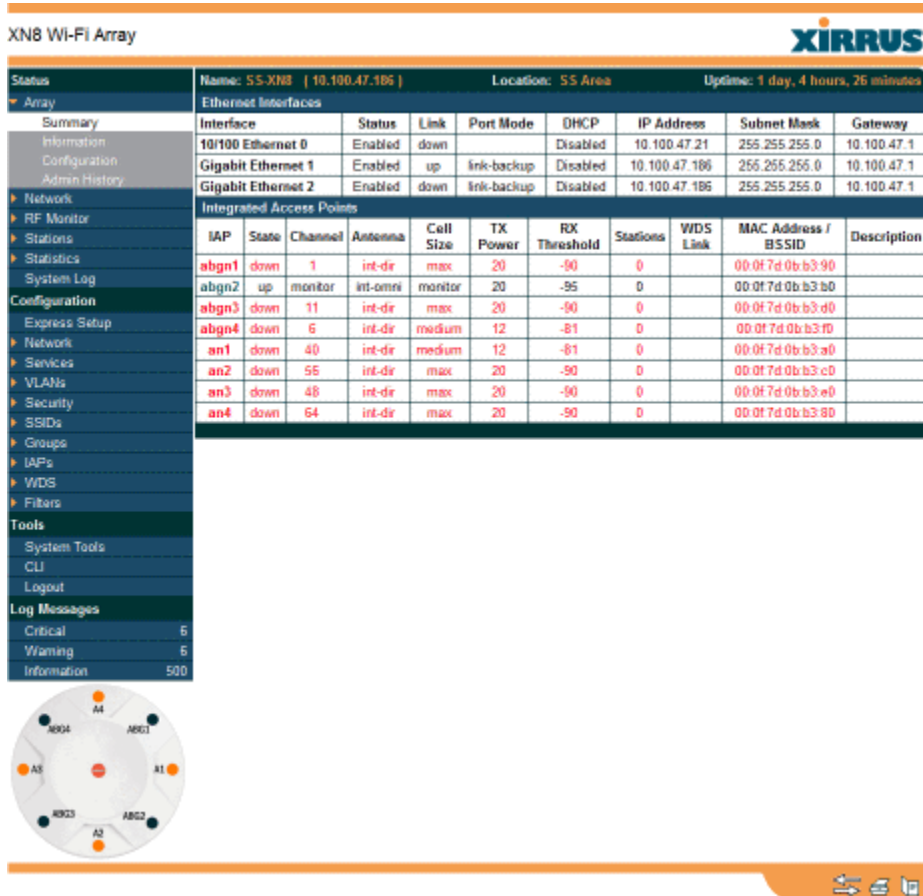 XN8 Wi-Fi Array
XIRRUS
Status
Array
Summary
Information
Configuration
Admin History
Network
RF Monitor
Stations
Statistics
System Log
Configuration
Express Setup
Network
Services
VLANs
Security
SSIDs
Groups
IAPs
WDS
Filters
Tools
System Tools
CLI
Logout
Log Messages
Critical 6
Warning 6
Information 500
A4
ABG4 ABG1
A3 A1
ABG3 ABG2
A2
Name: SS-XN8 ( 10.100.47.186 ) Location: SS Area Uptime: 1 day, 4 hours, 26 minutes
Ethernet Interfaces
Interface Status Link Port Mode DHCP IP Address Subnet Mask Gateway
10/100 Ethernet 0 Enabled down Disabled 10.100.47.21 255.255.255.0 10.100.47.1
Gigabit Ethernet 1 Enabled up link-backup Disabled 10.100.47.186 255.255.255.0 10.100.47.1
Gigabit Ethernet 2 Enabled down link-backup Disabled 10.100.47.186 255.255.255.0 10.100.47.1
Integrated Access Points
IAP State Channel Antenna Cell Size TX Power RX Threshold Stations WDS Link MAC Address / BSSID Description
abgn1 down 1 int-dir max 20 -90 0 00:0f:7d:0b:b3:90
abgn2 up monitor int-omni monitor 20 -95 0 00:0f:7d:0b:b3:b0
abgn3 down 11 int-dir max 20 -90 0 00:0f:7d:0b:b3:d0
abgn4 down 6 int-dir medium 12 -81 0 00:0f:7d:0b:b3:f0
an1 down 40 int-dir medium 12 -81 0 00:0f:7d:0b:b3:a0
an2 down 56 int-dir max 20 -90 0 00:0f:7d:0b:b3:c0
an3 down 48 int-dir max 20 -90 0 00:0f:7d:0b:b3:e0
an4 down 64 int-dir max 20 -90 0 00:0f:7d:0b:b3:80